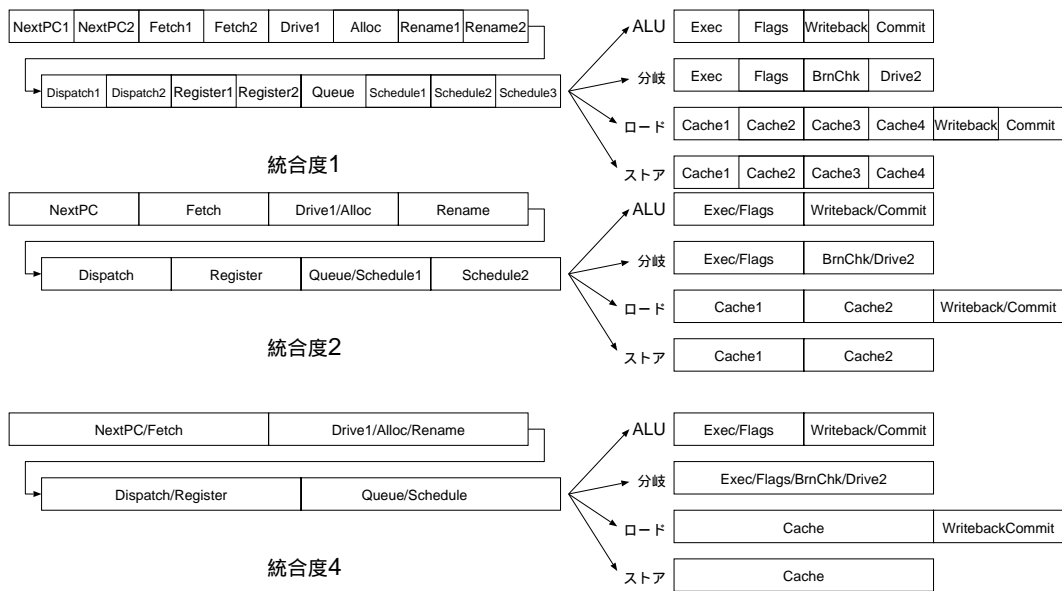 NextPC1 NextPC2 Fetch1 Fetch2 Drive1 Alloc Rename1 Rename2
Dispatch1 Dispatch2 Register1 Register2 Queue Schedule1 Schedule2 Schedule3
ALU Exec Flags Writeback Commit
分岐 Exec Flags BrnChk Drive2
ロード Cache1 Cache2 Cache3 Cache4 Writeback Commit
ストア Cache1 Cache2 Cache3 Cache4
統合度1
NextPC Fetch Drive1/Alloc Rename
Dispatch Register Queue/Schedule1 Schedule2
ALU Exec/Flags Writeback/Commit
分岐 Exec/Flags BrnChk/Drive2
ロード Cache1 Cache2 Writeback/Commit
ストア Cache1 Cache2
統合度2
NextPC/Fetch Drive1/Alloc/Rename
Dispatch/Register Queue/Schedule
ALU Exec/Flags Writeback/Commit
分岐 Exec/Flags/BrnChk/Drive2
ロード Cache WritebackCommit
ストア Cache
統合度4